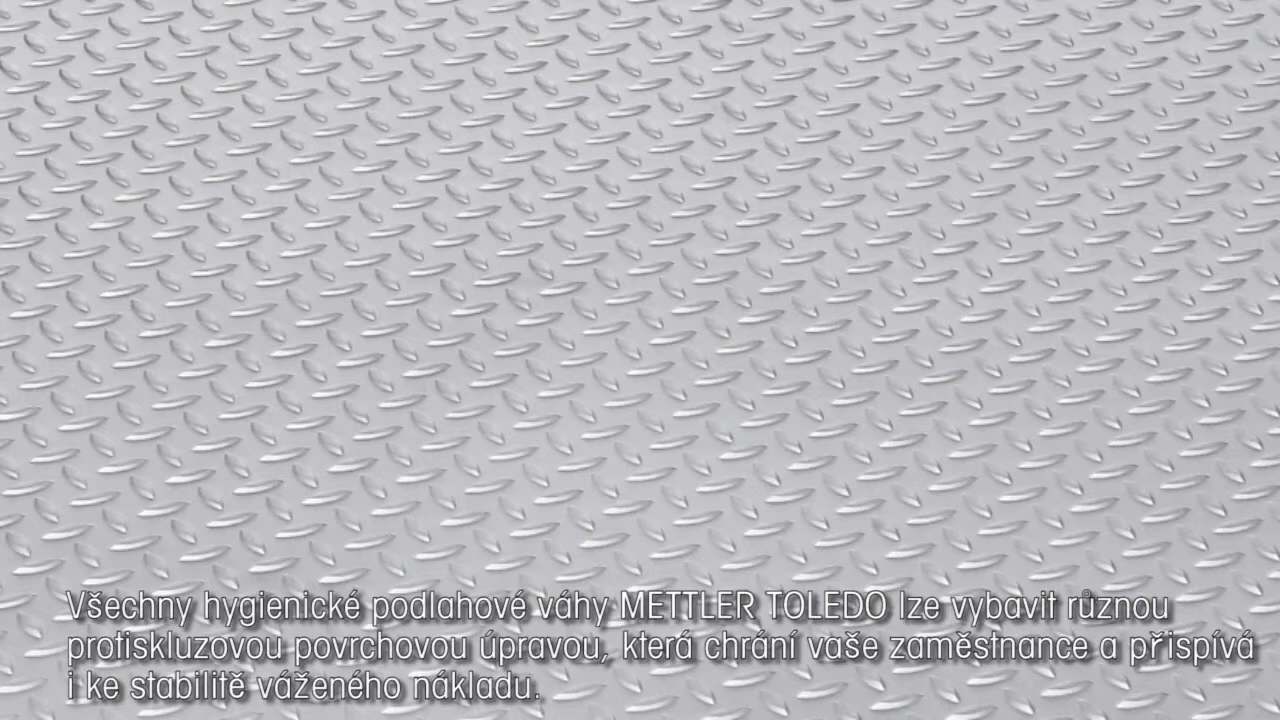 Všechny hygienické podlahové váhy METTLER TOLEDO lze vybavit různou
protiskluzovou povrchovou úpravou, která chrání vaše zaměstnance a přispívá
i ke stabilitě váženého nákladu.